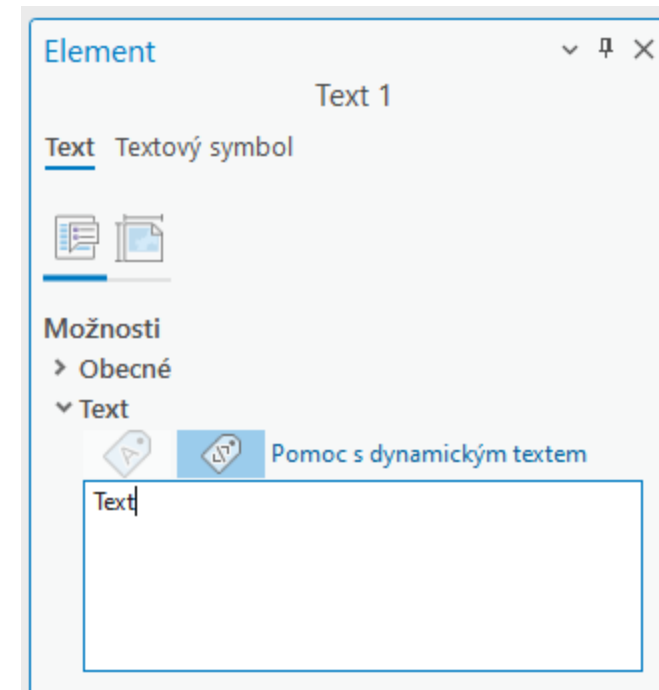 Element
Text 1
Text Textový symbol
Možnosti
Obecné
Text
Pomoc s dynamickým textem
Text